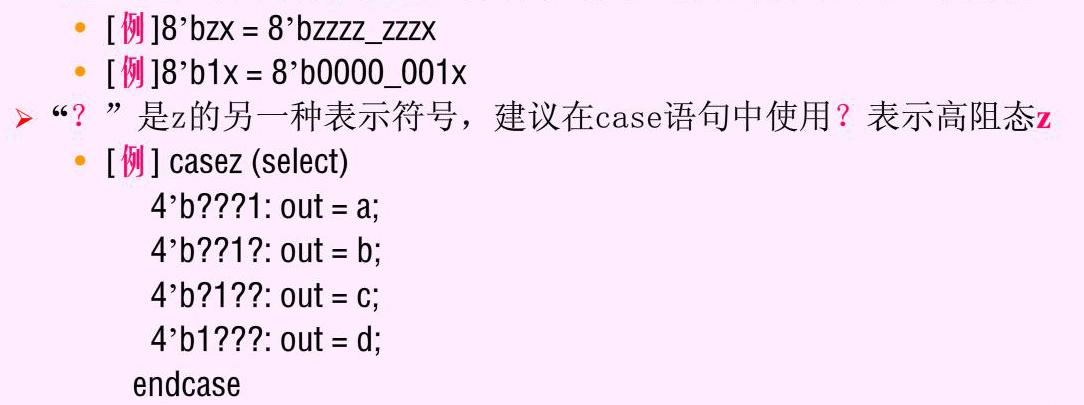 • [例]8’bzx = 8’bzzzz_zzzx
• [例]8’b1x = 8’b0000_001x
➢ “？”是z的另一种表示符号，建议在case语句中使用？表示高阻态z
• [例] casez (select)
4’b???1: out = a;
4’b??1?: out = b;
4’b?1??: out = c;
4’b1???: out = d;
endcase